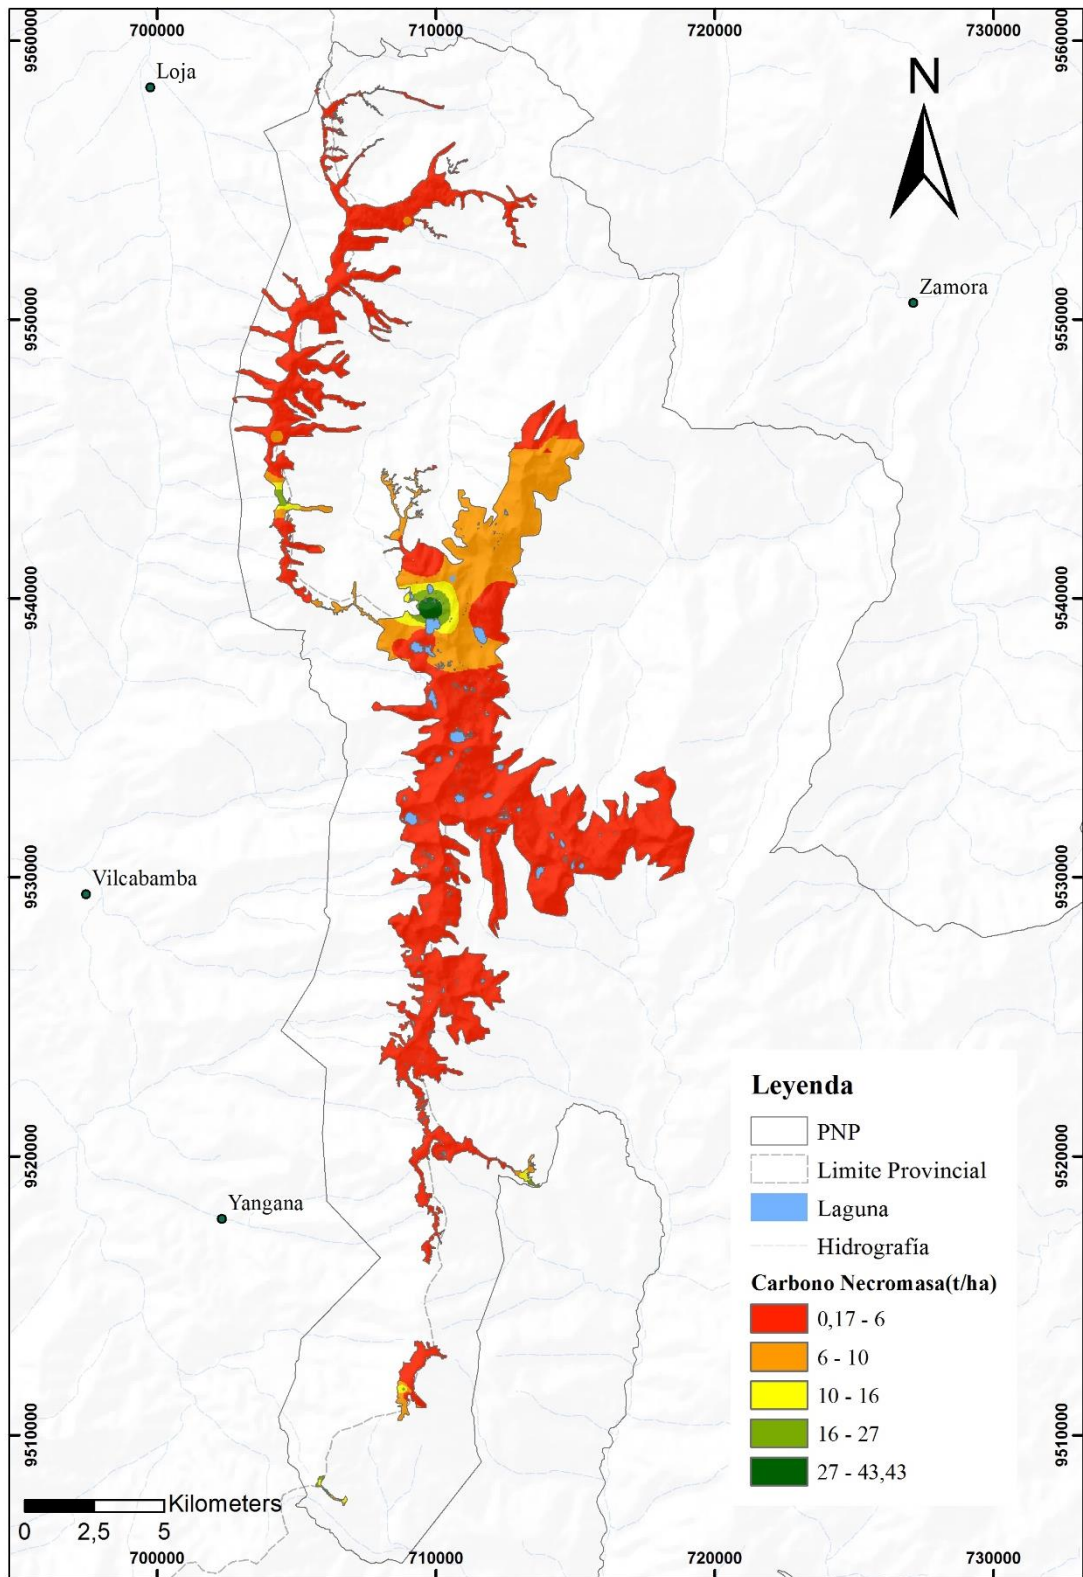 700000 710000 720000 730000
9560000 9560000
Loja
N
Zamora
9550000 9550000
9540000 9540000
Vilcabamba
9530000 9530000
Yangana
9520000 9520000
9510000 9510000
Leyenda
PNP
Limite Provincial
Laguna
Hidrografía
Carbono Necromasa(t/ha)
0,17 - 6
6 - 10
10 - 16
16 - 27
27 - 43,43
Kilometers
0 2,5 5
700000 710000 720000 730000